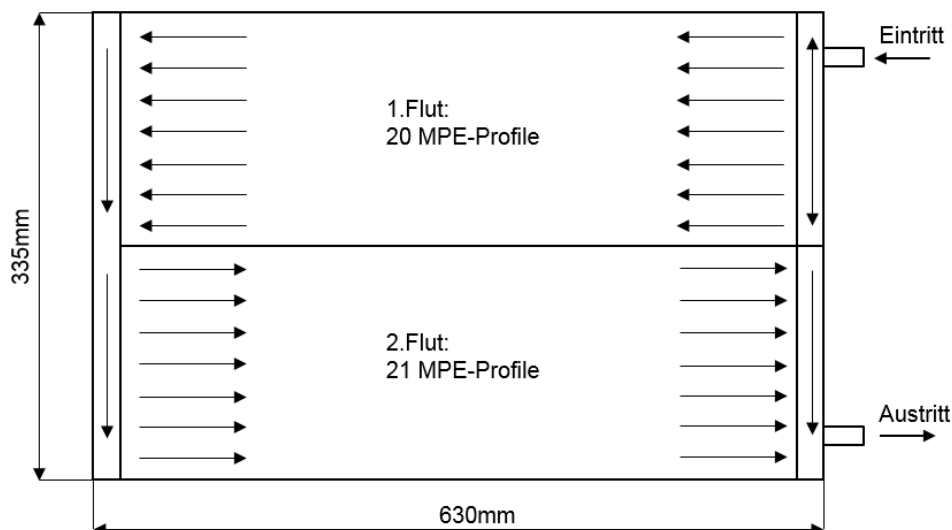 Eintritt
1.Flut:
20 MPE-Profile
335mm
2.Flut:
21 MPE-Profile
Austritt
630mm